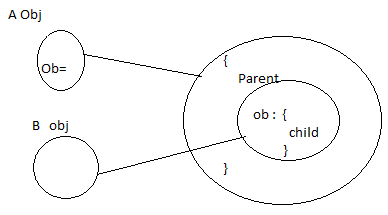 A Obj
Ob=
B obj
{
Parent
ob : {
child
}
}